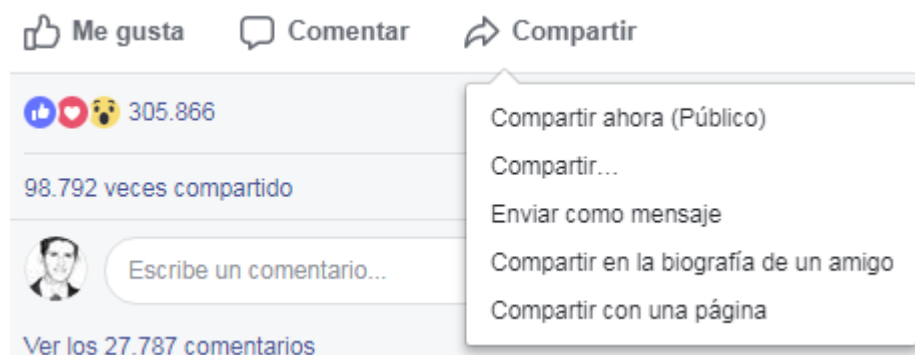 Me gusta Comentar Compartir
305.866
98.792 veces compartido
Escribe un comentario...
Ver los 27.787 comentarios
Compartir ahora (Público)
Compartir...
Enviar como mensaje
Compartir en la biografía de un amigo
Compartir con una página